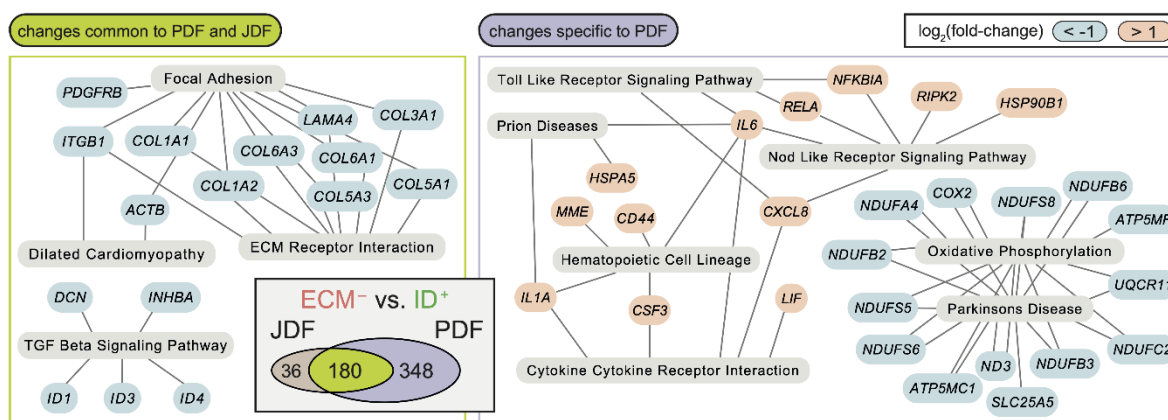 changes common to PDF and JDF
changes specific to PDF
log2(fold-change) < -1 > 1
Focal Adhesion
PDGFRB
LAMA4
COL3A1
ITGB1
COL1A1
COL6A3
COL6A1
COL1A2
COL5A3
COL5A1
ACTB
Dilated Cardiomyopathy
ECM Receptor Interaction
DCN
INHBA
TGF Beta Signaling Pathway
ID1
ID3
ID4
ECM− vs. ID+
JDF
PDF
36
180
348
Toll Like Receptor Signaling Pathway
NFKBIA
RELA
RIPK2
HSP90B1
Prion Diseases
IL6
Nod Like Receptor Signaling Pathway
HSPA5
MME
CD44
CXCL8
Hematopoietic Cell Lineage
IL1A
CSF3
LIF
Cytokine Cytokine Receptor Interaction
NDUFA4
COX2
NDUFS8
NDUFB6
Oxidative Phosphorylation
NDUFB2
UQCR11
NDUFS5
Parkinsons Disease
NDUFS6
ND3
NDUFB3
NDUFC2
ATP5MC1
SLC25A5